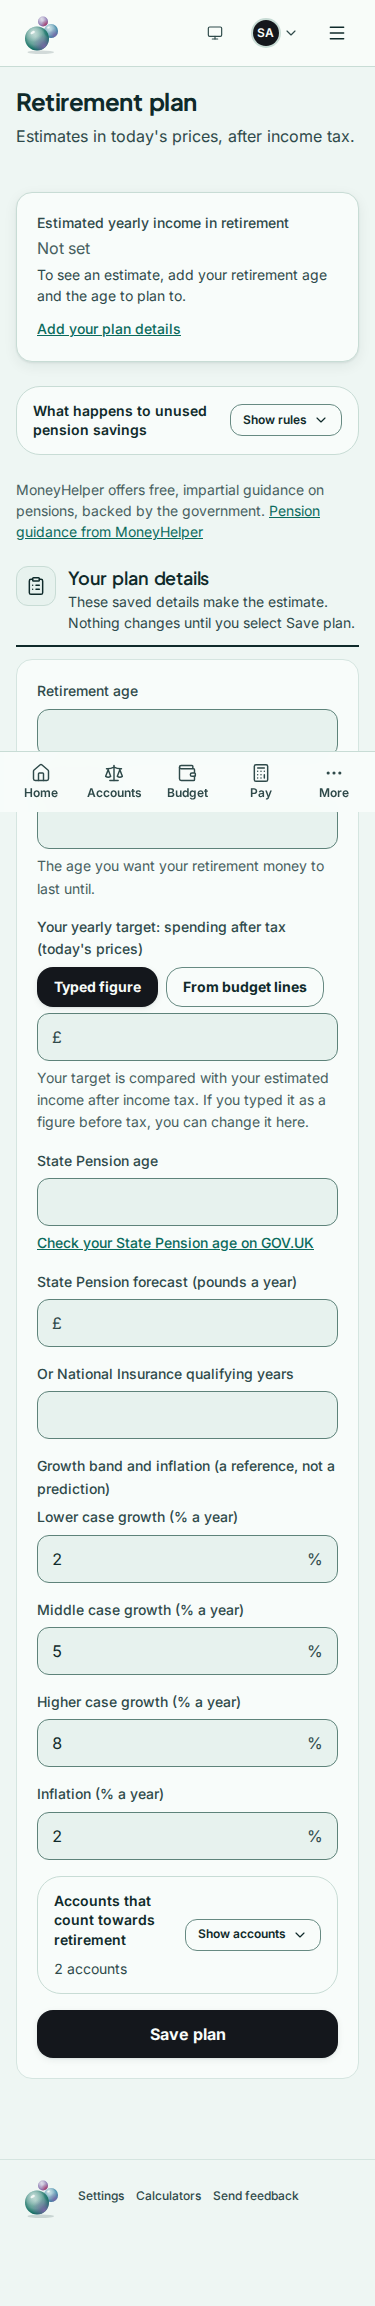 SA
Retirement plan
Estimates in today's prices, after income tax.
Estimated yearly income in retirement
Not set
To see an estimate, add your retirement age
and the age to plan to.
Add your plan details
What happens to unused
pension savings
Show rules
MoneyHelper offers free, impartial guidance on
pensions, backed by the government. Pension
guidance from MoneyHelper
Your plan details
These saved details make the estimate.
Nothing changes until you select Save plan.
Retirement age
Home
Accounts
Budget
Pay
More
The age you want your retirement money to
last until.
Your yearly target: spending after tax
(today's prices)
Typed figure
From budget lines
£
Your target is compared with your estimated
income after income tax. If you typed it as a
figure before tax, you can change it here.
State Pension age
Check your State Pension age on GOV.UK
State Pension forecast (pounds a year)
£
Or National Insurance qualifying years
Growth band and inflation (a reference, not a
prediction)
Lower case growth (% a year)
2 %
Middle case growth (% a year)
5 %
Higher case growth (% a year)
8 %
Inflation (% a year)
2 %
Accounts that
count towards
retirement
2 accounts
Show accounts
Save plan
Settings Calculators Send feedback